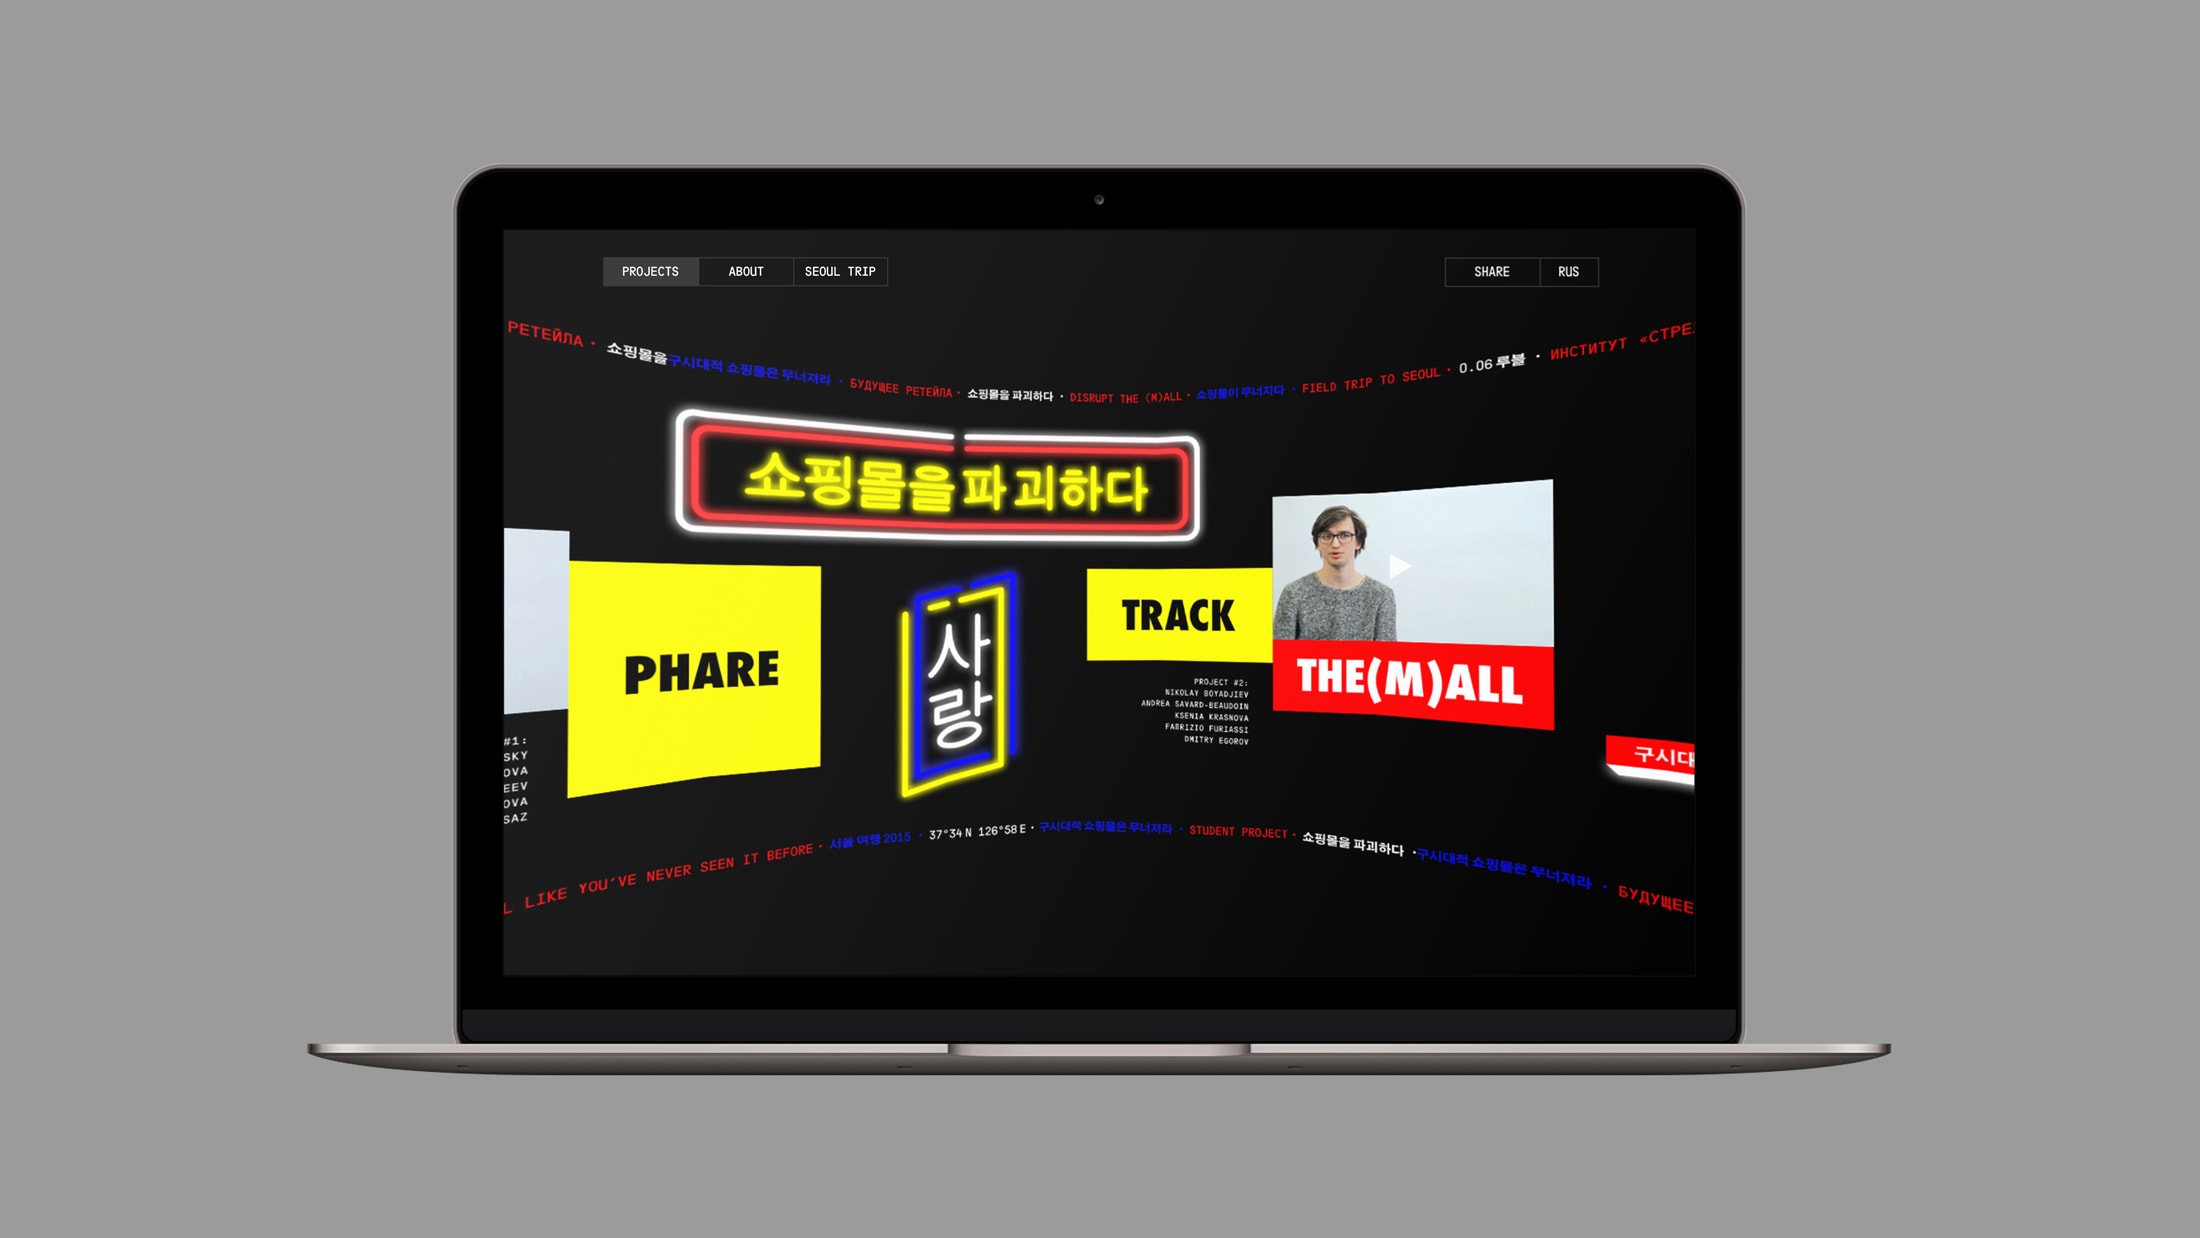 PROJECTS
ABOUT
SEOUL TRIP
SHARE
RUS
РЕТЕЙЛА · 쇼핑몰을구시대적 쇼핑몰은 무너져라 · БУДУЩЕЕ РЕТЕЙЛА · 쇼핑몰을 파괴하다 · DISRUPT THE (M)ALL · 쇼핑몰이 무너지다 · FIELD TRIP TO SEOUL · 0.06 루블 · ИНСТИТУТ «СТРЕ
쇼핑몰을파괴하다
PHARE
사
랑
TRACK
THE(M)ALL
PROJECT #2:
NIKOLAY BOYADJIEV
ANDREA SAVARD-BEAUDOIN
KSENIA KRASNOVA
FABRIZIO FURIASSI
DMITRY EGOROV
#1:
SKY
OVA
EEV
OVA
SAZ
구시대
L LIKE YOU'VE NEVER SEEN IT BEFORE · 서울 여행 2015 · 37°34 N 126°58 E · 구시대적 쇼핑몰은 무너져라 · STUDENT PROJECT · 쇼핑몰을 파괴하다 ·구시대적 쇼핑몰은 무너져라 · БУДУЩЕЕ